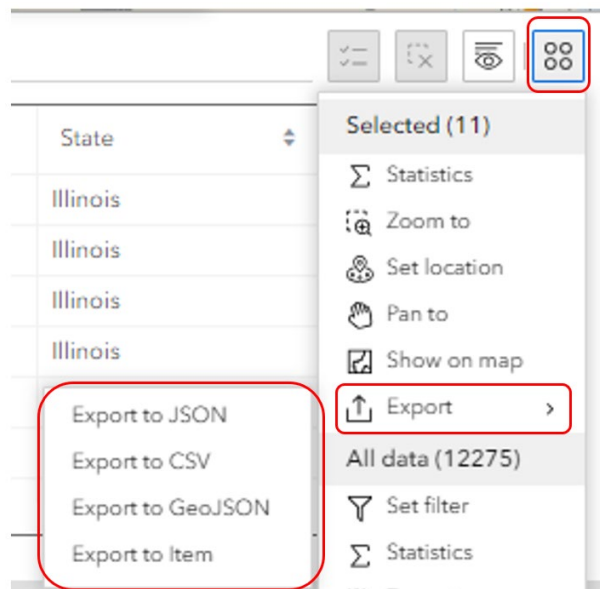 State
Illinois
Illinois
Illinois
Illinois
Selected (11)
Statistics
Zoom to
Set location
Pan to
Show on map
Export
Export to JSON
Export to CSV
Export to GeoJSON
Export to Item
All data (12275)
Set filter
Statistics